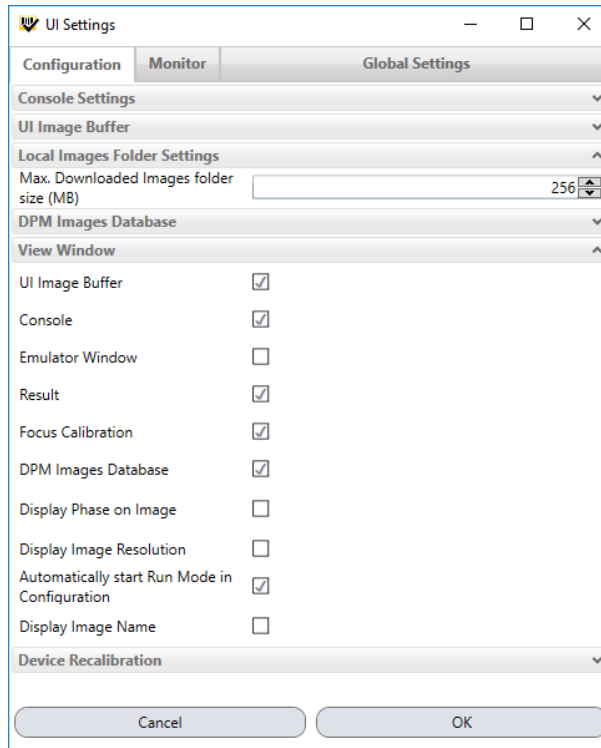 UI Settings
Configuration Monitor Global Settings
Console Settings
UI Image Buffer
Local Images Folder Settings
Max. Downloaded Images folder
size (MB)
256
DPM Images Database
View Window
UI Image Buffer
Console
Emulator Window
Result
Focus Calibration
DPM Images Database
Display Phase on Image
Display Image Resolution
Automatically start Run Mode in
Configuration
Display Image Name
Device Recalibration
Cancel OK